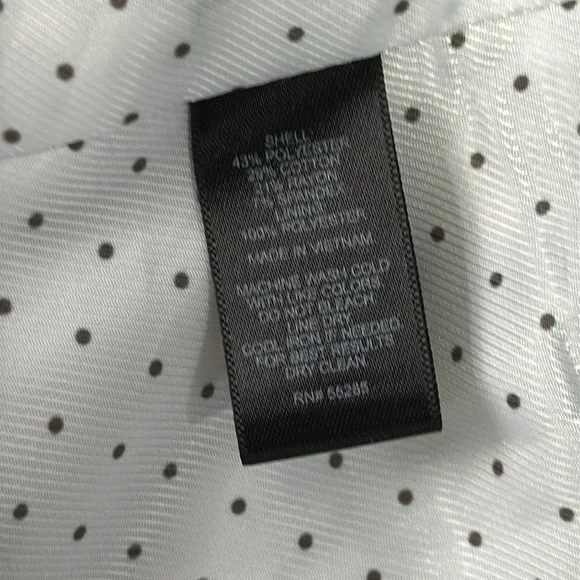 SHELL:
43% POLYESTER
29% COTTON
21% RAYON
7% SPANDEX
LINING
100% POLYESTER
MADE IN VIETNAM
MACHINE WASH COLD
WITH LIKE COLORS
DO NOT BLEACH
LINE DRY
COOL IRON IF NEEDED
FOR BEST RESULTS
DRY CLEAN
RN# 55285